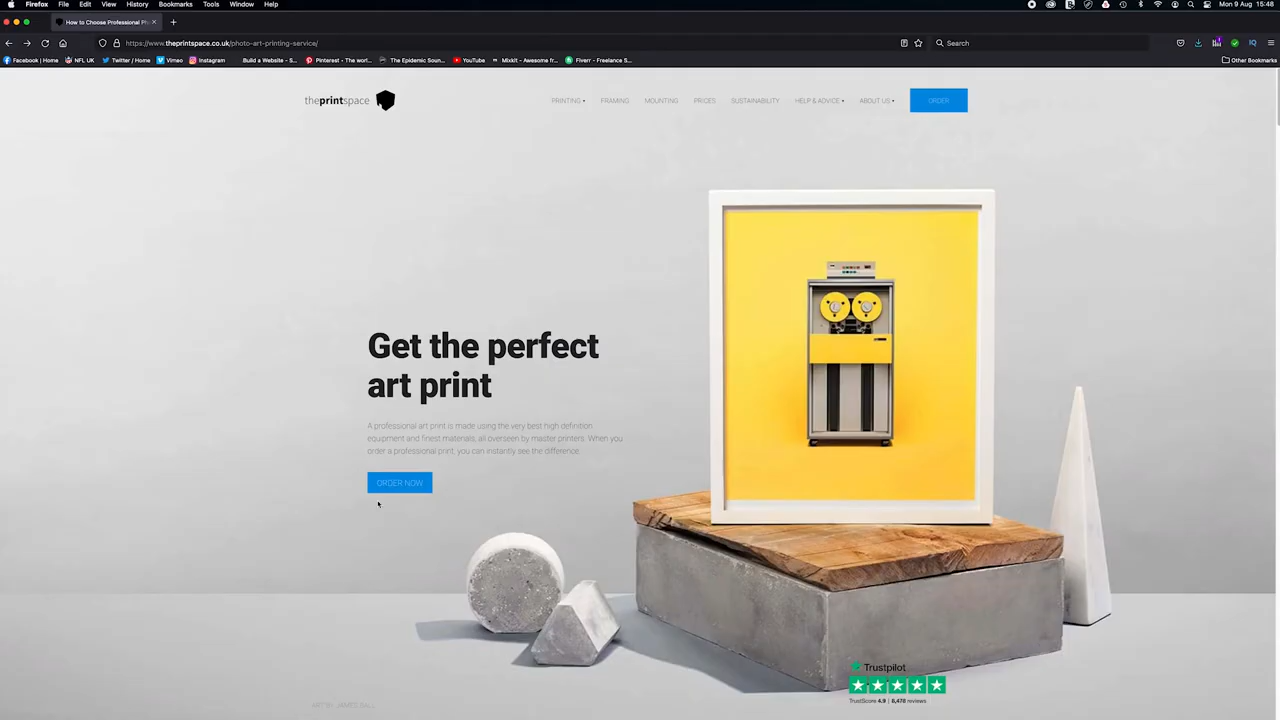 Firefox File Edit View History Bookmarks Tools Window Help
Mon 9 Aug 15:48
How to Choose Professional Ph
https://www.theprintspace.co.uk/photo-art-printing-service/
Search
Facebook | Home
NFL UK
Twitter / Home
Vimeo
Instagram
Build a Website - S...
Pinterest - The worl...
The Epidemic Soun...
YouTube
Mixkit - Awesome fr...
Fiverr - Freelance S...
Other Bookmarks
theprintspace
PRINTING
FRAMING
MOUNTING
PRICES
SUSTAINABILITY
HELP & ADVICE
ABOUT US
ORDER
Get the perfect
art print
A professional art print is made using the very best high definition
equipment and finest materials, all overseen by master printers. When you
order a professional print, you can instantly see the difference.
ORDER NOW
Trustpilot
TrustScore 4.9 | 8,478 reviews
ART BY JAMES BALL